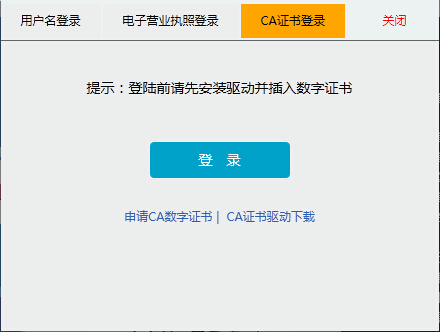 用户名登录 电子营业执照登录 CA证书登录 关闭
提示：登陆前请先安装驱动并插入数字证书
登 录
申请CA数字证书 | CA证书驱动下载